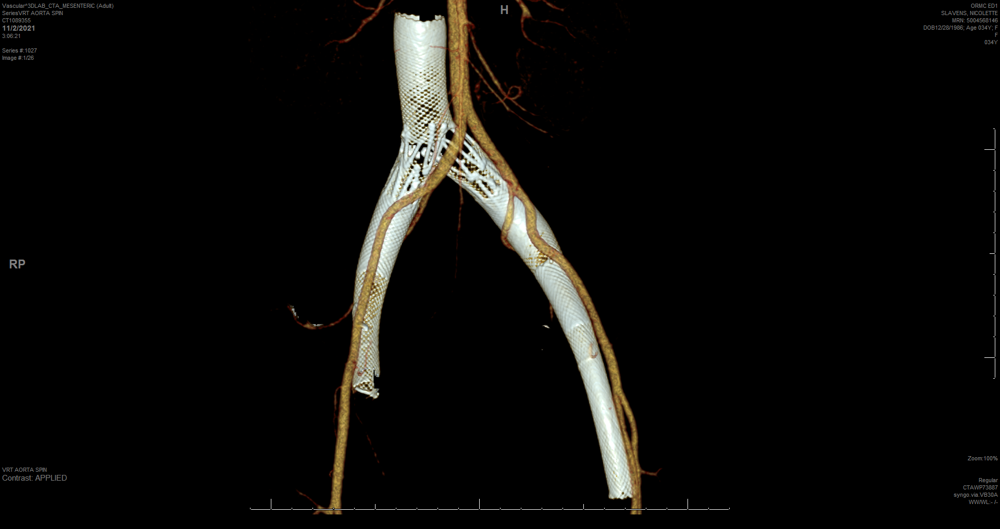 Vascular^3DLAB_CTA_MESENTERIC (Adult)
SeriesVRT AORTA SPIN
CT1089355
11/2/2021
3:06:21
Series #:1027
Image #:1/26
H
ORMC ED1
SLAVENS, NICOLETTE
MRN: 5004568146
DOB12/28/1986; Age 034Y; F
F
034Y
RP
VRT AORTA SPIN
Contrast: APPLIED
Zoom:100%
Regular
CTAWP73887
syngo.via.VB30A
WW/WL:- /-